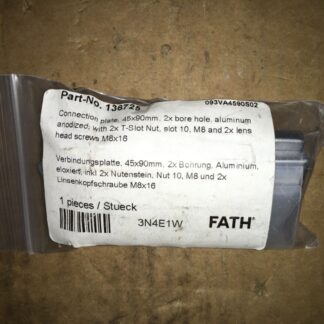 Part-No. 136725
093VA4590S02
Connection plate, 45x90mm, 2x bore hole, aluminum
anodized; with 2x T-Slot Nut, slot 10, M8 and 2x lens
head screws M8x16
Verbindungsplatte, 45x90mm, 2x Bohrung, Aluminium,
eloxiert, inkl 2x Nutenstein, Nut 10, M8 und 2x
Linsenkopfschraube M8x16
1 pieces / Stueck
3N4E1W
FATH®